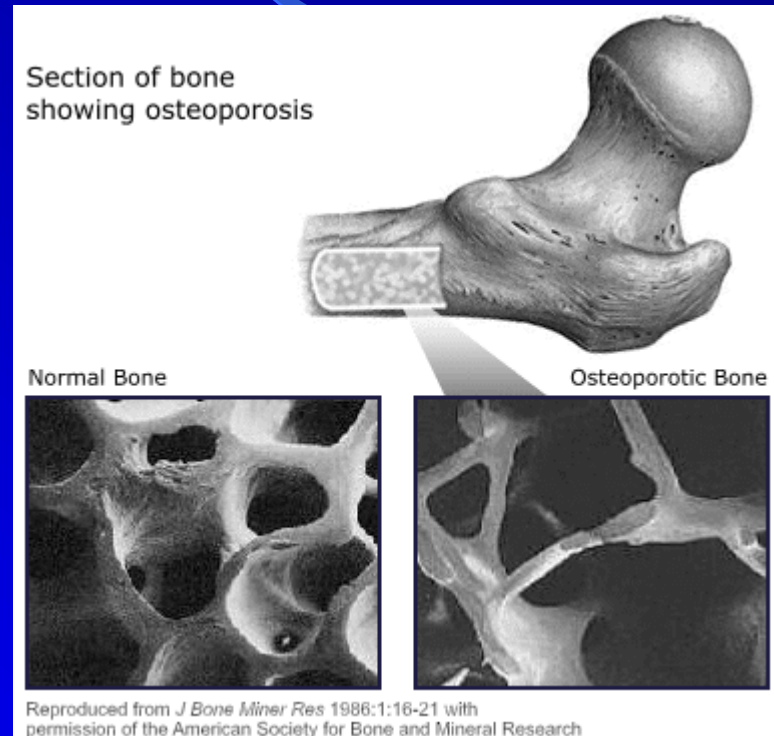 Section of bone
showing osteoporosis
Normal Bone
Osteoporotic Bone
Reproduced from J Bone Miner Res 1986:1:16-21 with
permission of the American Society for Bone and Mineral Research